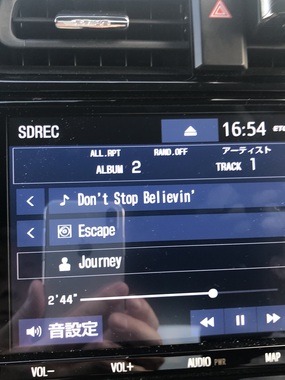 SDREC 16:54 ETC
ALL.RPT RAND.OFF アーティスト
ALBUM 2 TRACK 1
Don't Stop Believin'
Escape
Journey
2'44"
音設定
VOL- VOL+ AUDIO PWR MAP